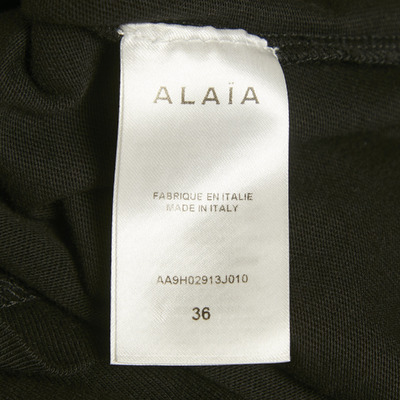 ALAÏA
FABRIQUE EN ITALIE
MADE IN ITALY
AA9H02913J010
36